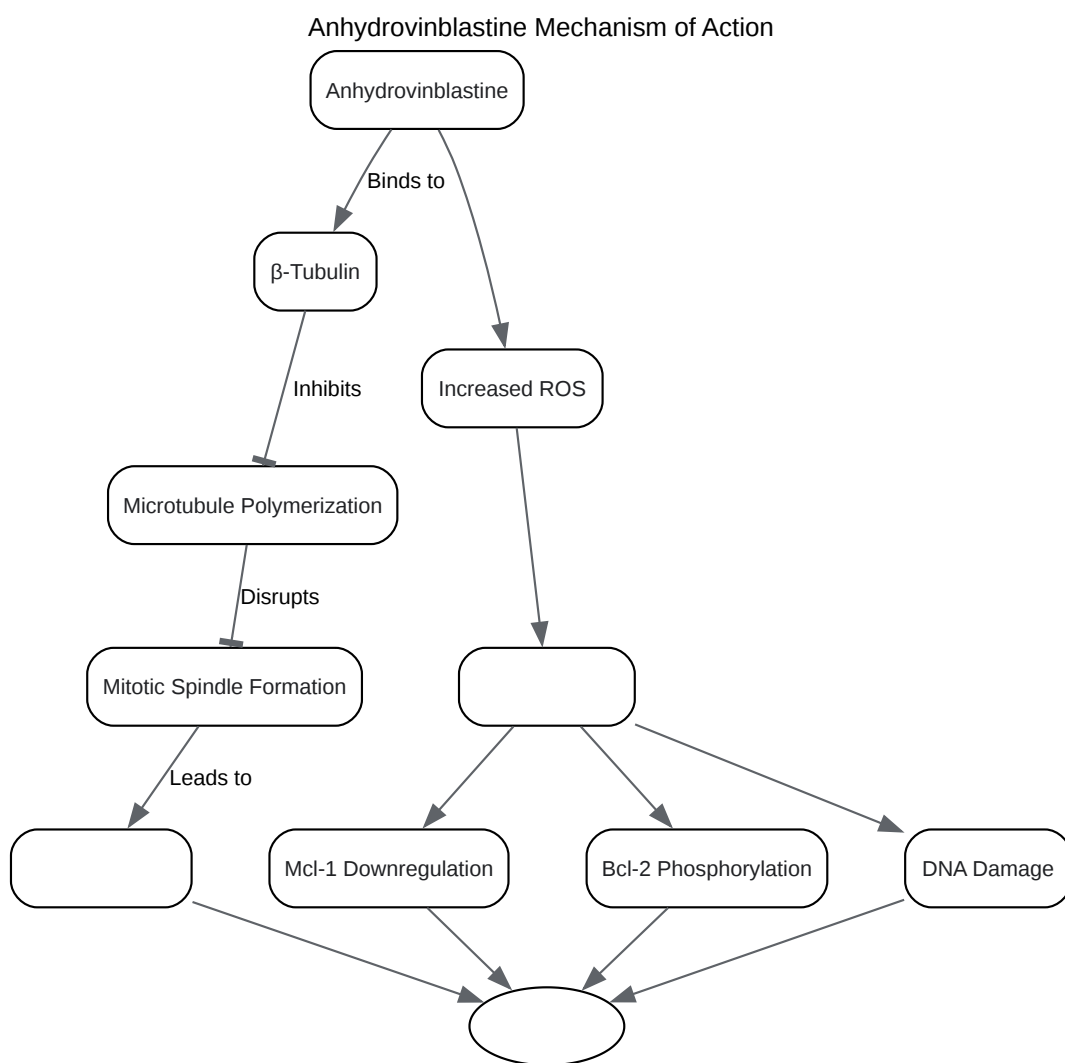 Anhydrovinblastine Mechanism of Action
Anhydrovinblastine
Binds to
β-Tubulin
Inhibits
Increased ROS
Microtubule Polymerization
Disrupts
Mitotic Spindle Formation
Leads to
Mcl-1 Downregulation
Bcl-2 Phosphorylation
DNA Damage